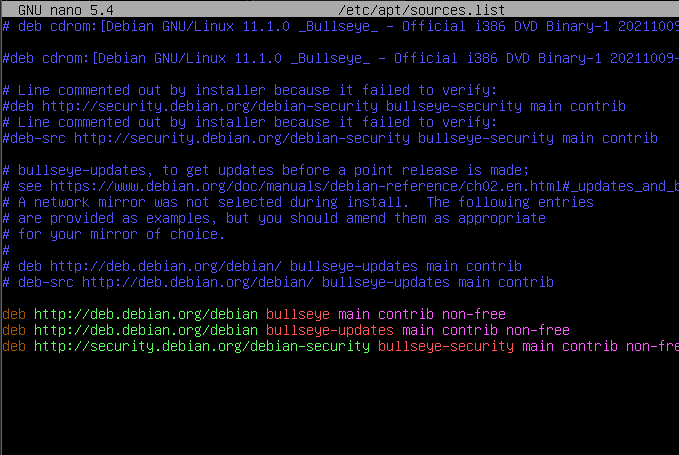 GNU nano 5.4 /etc/apt/sources.list
# deb cdrom:[Debian GNU/Linux 11.1.0 _Bullseye_ - Official i386 DVD Binary-1 20211009-
#deb cdrom:[Debian GNU/Linux 11.1.0 _Bullseye_ - Official i386 DVD Binary-1 20211009-
# Line commented out by installer because it failed to verify:
#deb http://security.debian.org/debian-security bullseye-security main contrib
# Line commented out by installer because it failed to verify:
#deb-src http://security.debian.org/debian-security bullseye-security main contrib
# bullseye-updates, to get updates before a point release is made;
# see https://www.debian.org/doc/manuals/debian-reference/ch02.en.html#_updates_and_b
# A network mirror was not selected during install.  The following entries
# are provided as examples, but you should amend them as appropriate
# for your mirror of choice.
#
# deb http://deb.debian.org/debian/ bullseye-updates main contrib
# deb-src http://deb.debian.org/debian/ bullseye-updates main contrib
deb http://deb.debian.org/debian bullseye main contrib non-free
deb http://deb.debian.org/debian bullseye-updates main contrib non-free
deb http://security.debian.org/debian-security bullseye-security main contrib non-fre